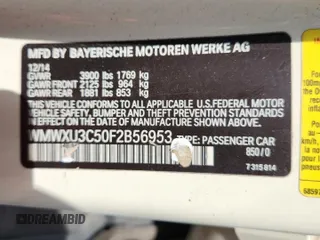 MFD BY BAYERISCHE MOTOREN WERKE AG
12/14
GVWR 3900 lbs 1769 kg
GAWR FRONT 2125 lbs 964 kg
GAWR REAR 1881 lbs 853 kg
THIS VEHICLE CONFORMS TO ALL APPLICABLE U.S. FEDERAL
MOTOR VEHICLE SAFETY, BUMPER, AND THEFT PREVENTION
STANDARDS IN EFFECT ON THE DATE OF MANUFACTURE
SHOWN ABOVE.
WMWXU3C50F2B56953 TYPE: PASSENGER CAR
850/0
7315814
DREAMBID